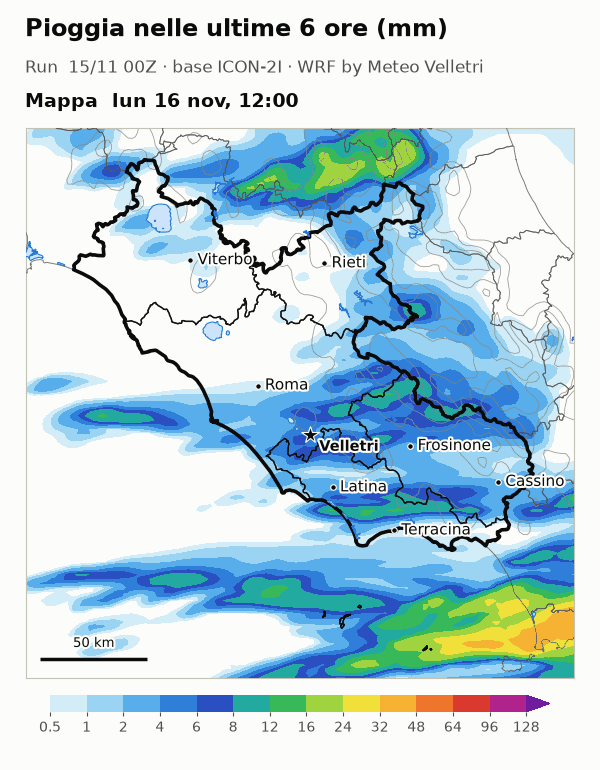 Pioggia nelle ultime 6 ore (mm)
Run  15/11 00Z · base ICON-2I · WRF by Meteo Velletri
Mappa  lun 16 nov, 12:00
Viterbo
Rieti
Roma
Velletri
Frosinone
Cassino
Latina
Terracina
50 km
0.5 1 2 4 6 8 12 16 24 32 48 64 96 128